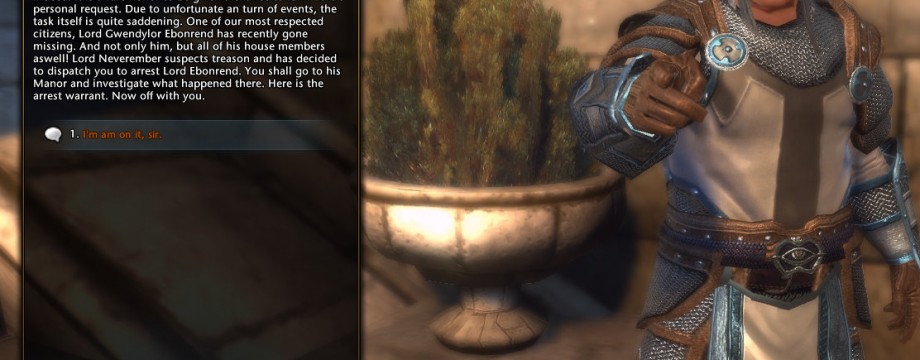 personal request. Due to unfortunate an turn of events, the
task itself is quite saddening. One of our most respected
citizens, Lord Gwendylor Ebonrend has recently gone
missing. And not only him, but all of his house members
aswell! Lord Neverember suspects treason and has decided
to dispatch you to arrest Lord Ebonrend. You shall go to his
Manor and investigate what happened there. Here is the
arrest warrant. Now off with you.
1. I'm am on it, sir.